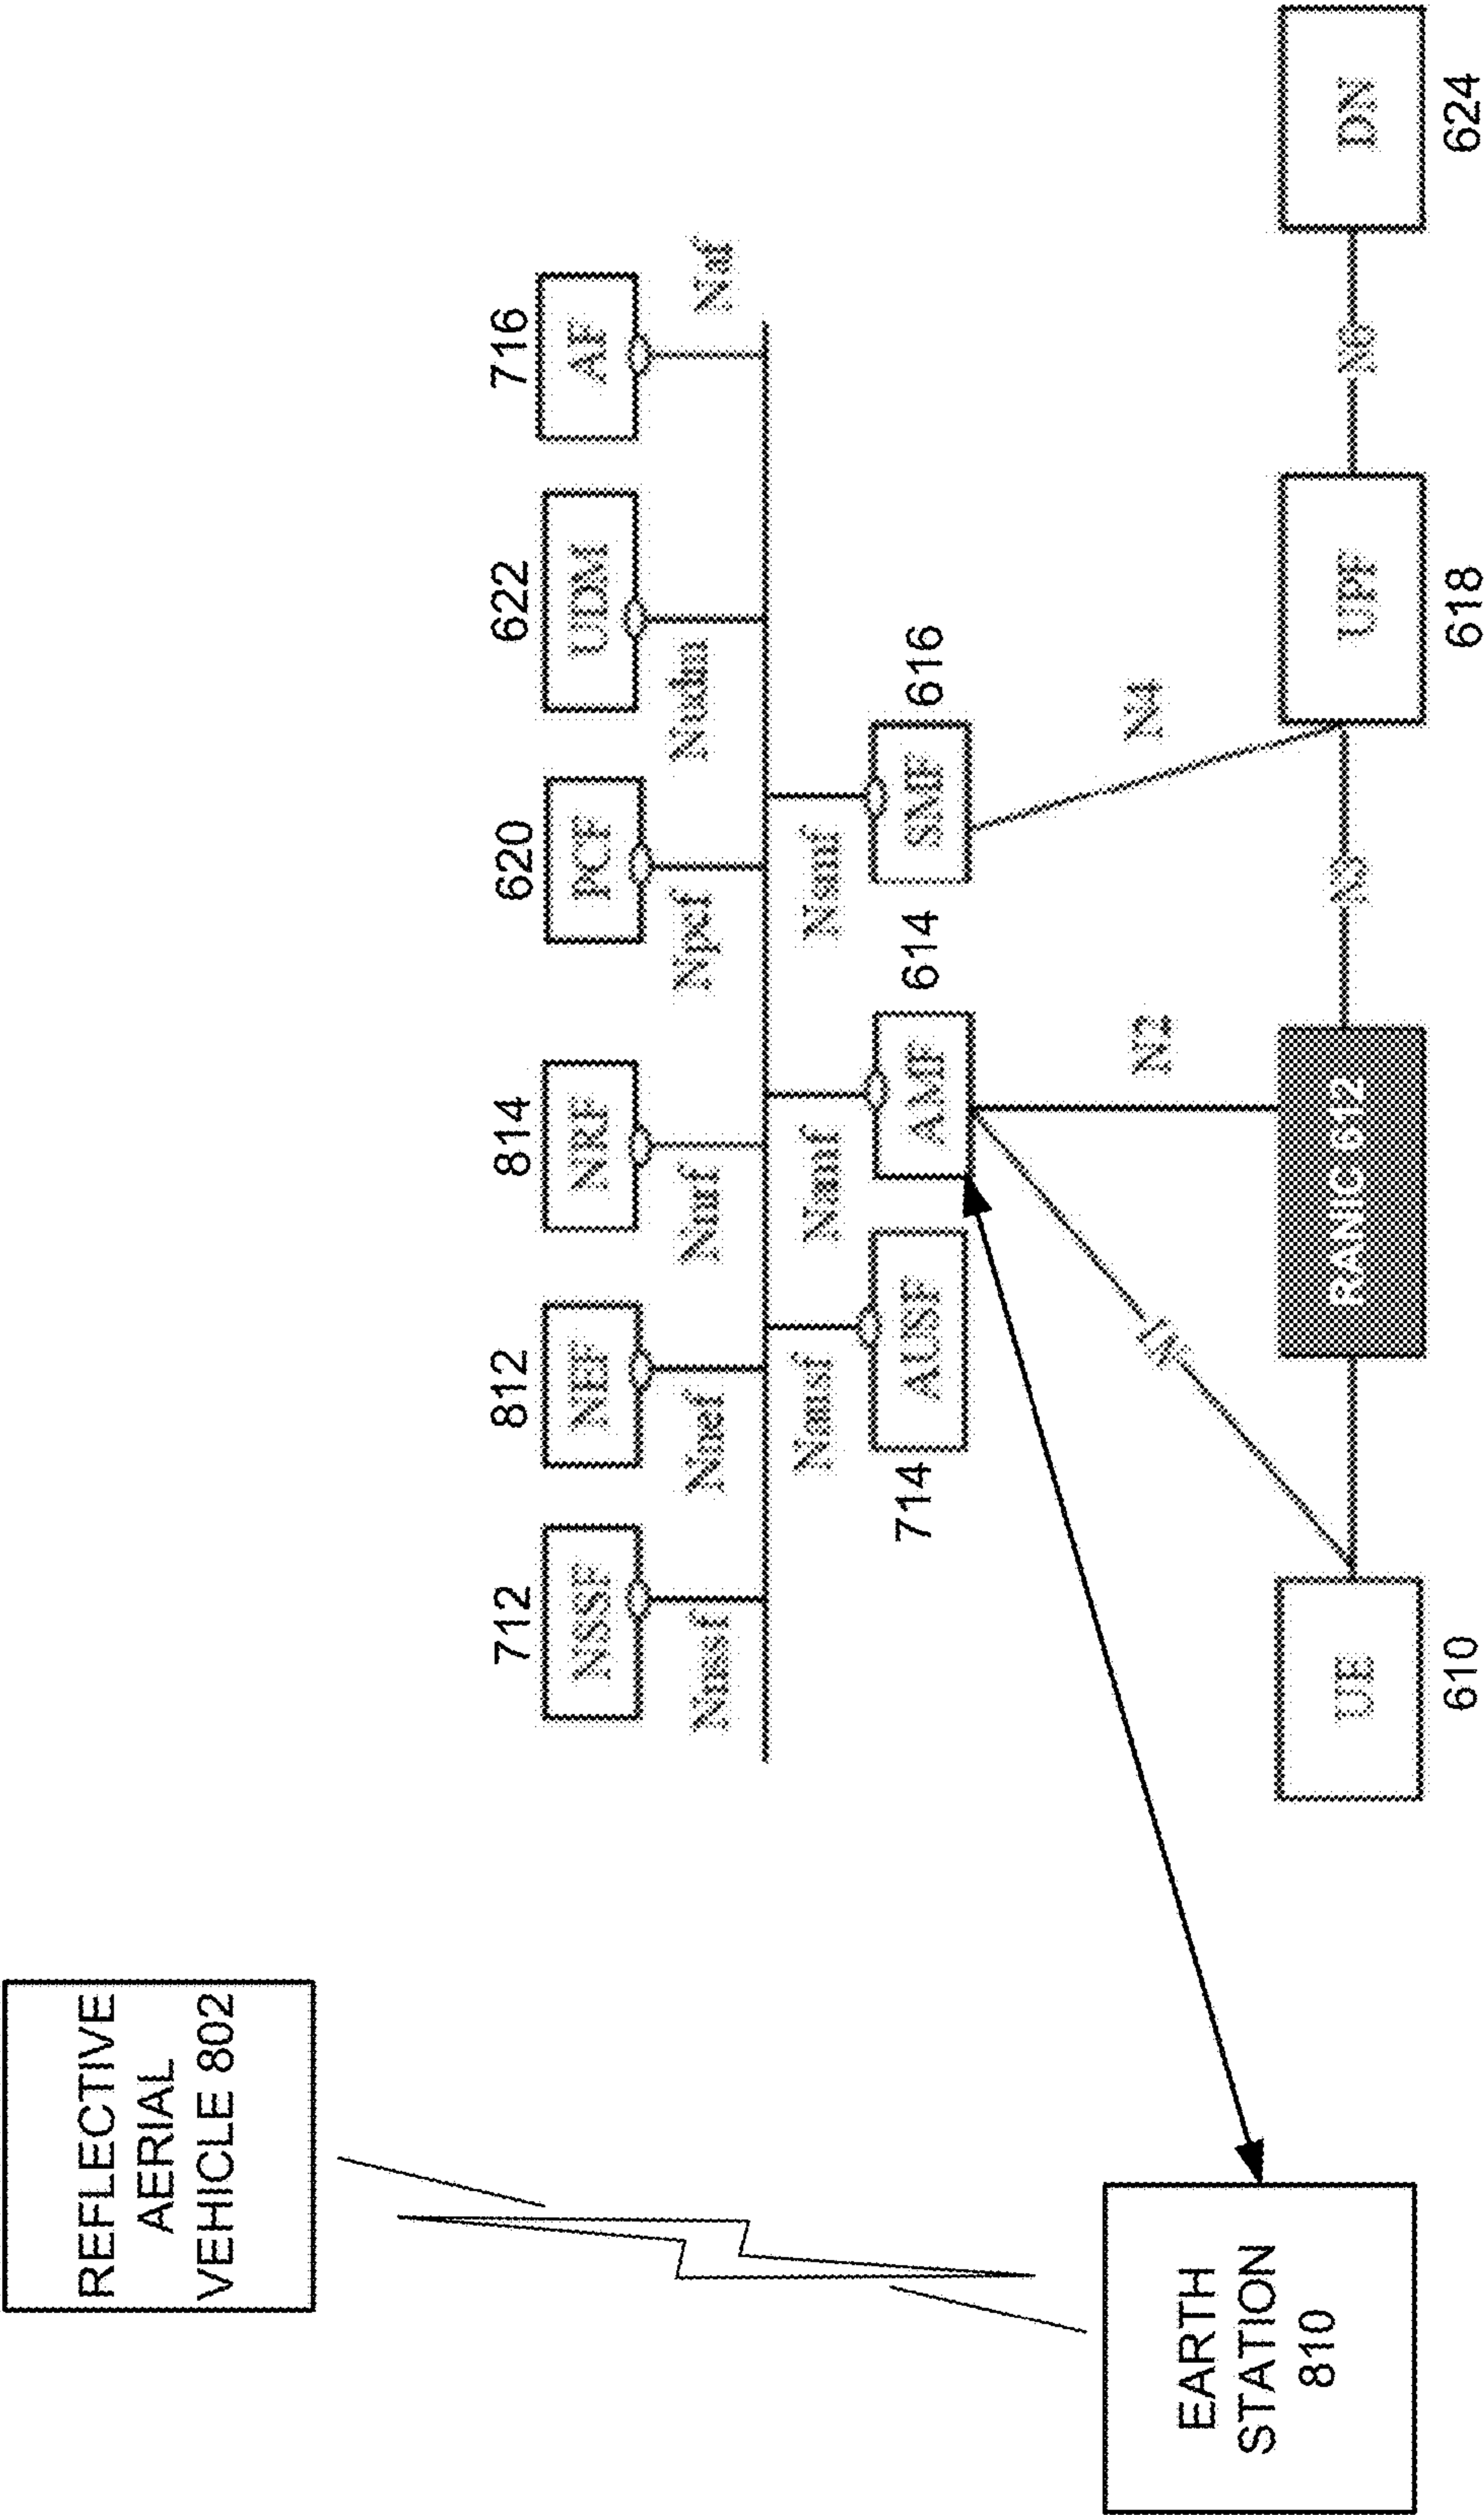 REFLECTIVE
AERIAL
VEHICLE 802
712
812
814
620
622
716
NSSF
NEF
NRF
PCF
UDM
AF
Nnssf
Nnef
Nnrf
Npcf
Nudm
Naf
Nausf
Namf
Nsmf
AUSF
AMF
SMF
714
614
616
N1
N2
N4
EARTH
STATION
810
UE
RANIC 612
N3
UPF
N6
DN
610
618
624